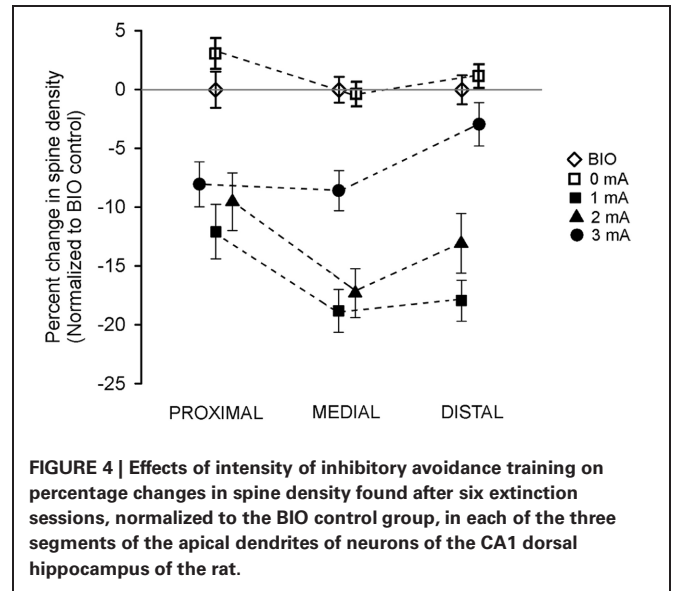 Percent change in spine density
(Normalized to BIO control)
5
0
-5
-10
-15
-20
-25
PROXIMAL MEDIAL DISTAL
BIO
0 mA
1 mA
2 mA
3 mA
FIGURE 4 | Effects of intensity of inhibitory avoidance training on
percentage changes in spine density found after six extinction
sessions, normalized to the BIO control group, in each of the three
segments of the apical dendrites of neurons of the CA1 dorsal
hippocampus of the rat.